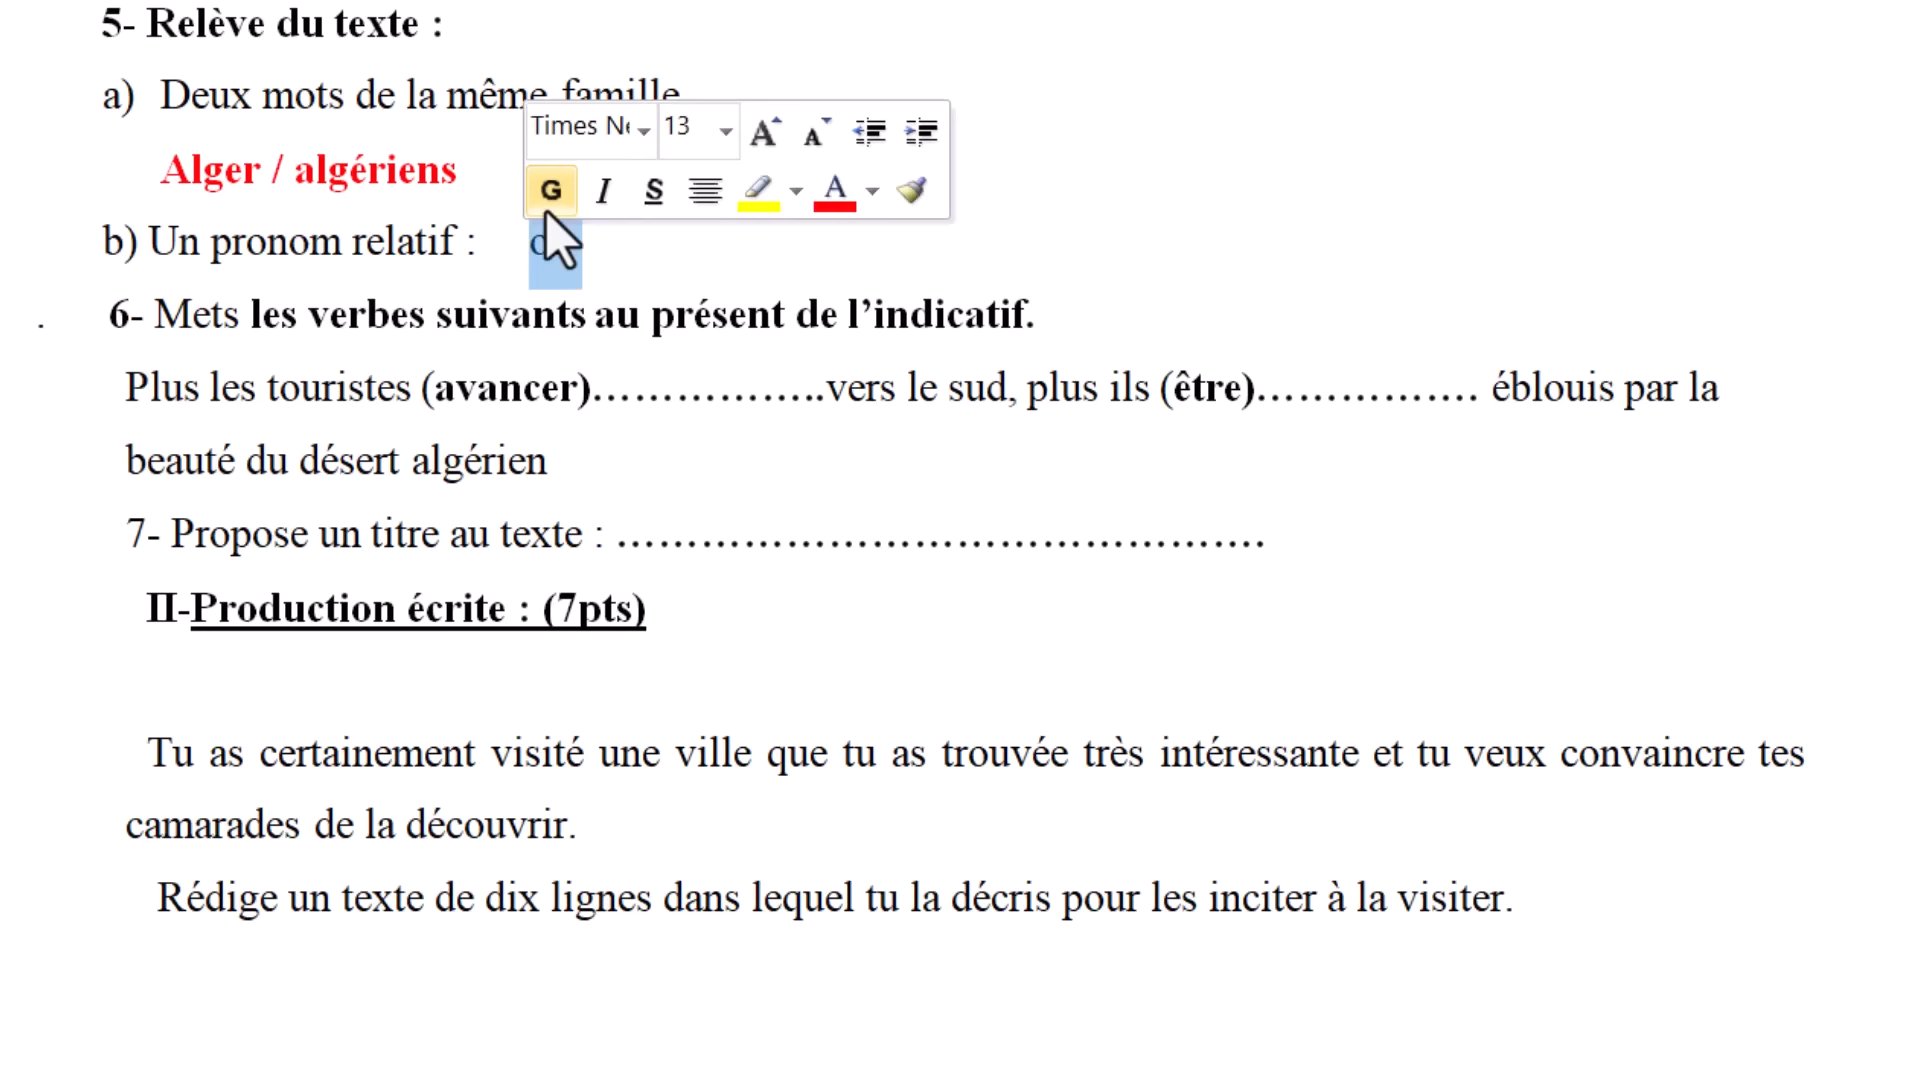 5- Relève du texte :
a) Deux mots de la même famille
Times N
13
Alger / algériens
G I S A
b) Un pronom relatif :
. 6- Mets les verbes suivants au présent de l’indicatif.
Plus les touristes (avancer)……………..vers le sud, plus ils (être)……………. éblouis par la
beauté du désert algérien
7- Propose un titre au texte : ……………………………………….
II-Production écrite : (7pts)
Tu as certainement visité une ville que tu as trouvée très intéressante et tu veux convaincre tes
camarades de la découvrir.
Rédige un texte de dix lignes dans lequel tu la décris pour les inciter à la visiter.